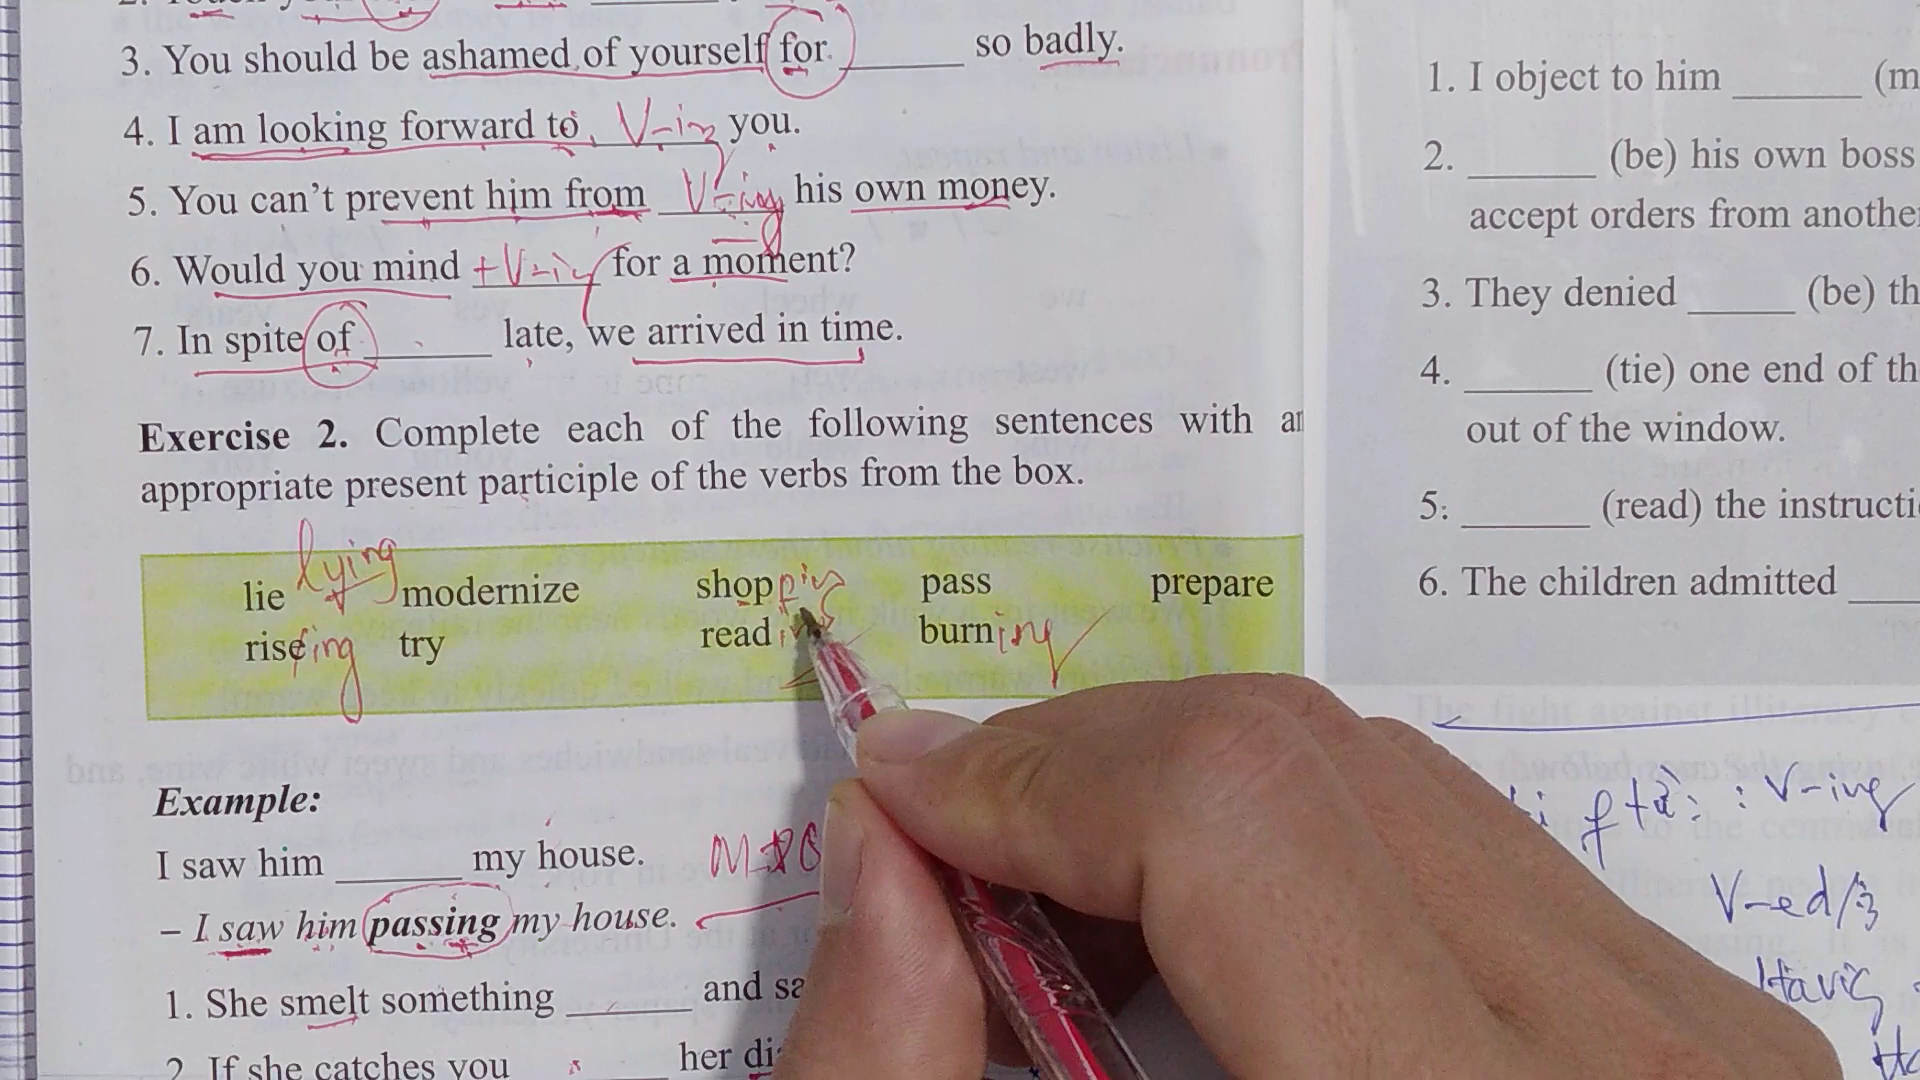 3. You should be ashamed of yourself for ______ so badly.
4. I am looking forward to V-ing you.
5. You can't prevent him from V-ing his own money.
6. Would you mind +V-ing for a moment?
7. In spite of ______ late, we arrived in time.
Exercise 2. Complete each of the following sentences with an
appropriate present participle of the verbs from the box.
lie lying modernize shopping pass prepare
rising try reading burning
Example:
I saw him ______ my house.
– I saw him passing my house.
1. She smelt something ______ and sa
2. If she catches you ______ her di
1. I object to him ______ (m
2. ______ (be) his own boss
accept orders from another
3. They denied ______ (be) th
4. ______ (tie) one end of th
out of the window.
5: ______ (read) the instructi
6. The children admitted ______
: V-ing
V-ed/3
Having